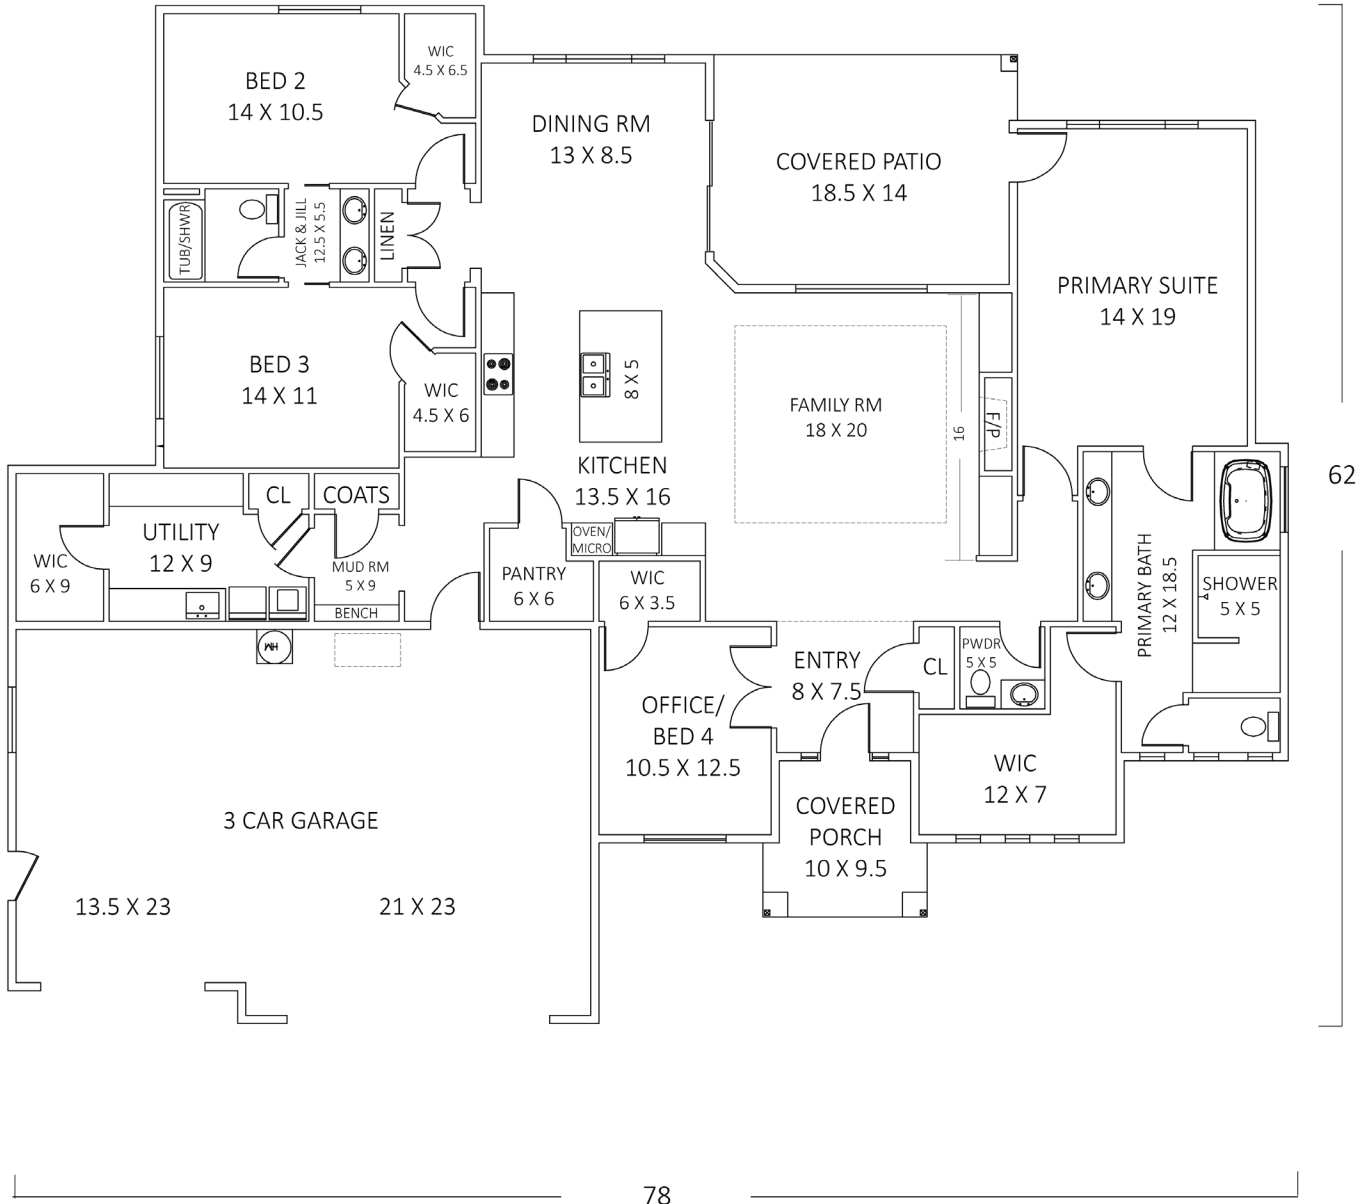 WIC
4.5 X 6.5
BED 2
14 X 10.5
DINING RM
13 X 8.5
COVERED PATIO
18.5 X 14
TUB/SHWR
JACK & JILL
12.5 X 5.5
LINEN
PRIMARY SUITE
14 X 19
BED 3
14 X 11
WIC
4.5 X 6
8 X 5
FAMILY RM
18 X 20
16
F/P
KITCHEN
13.5 X 16
62
CL
COATS
UTILITY
12 X 9
WIC
6 X 9
MUD RM
5 X 9
BENCH
OVEN/
MICRO
PANTRY
6 X 6
WIC
6 X 3.5
PRIMARY BATH
12 X 18.5
SHOWER
5 X 5
HM
ENTRY
8 X 7.5
CL
PWDR
5 X 5
OFFICE/
BED 4
10.5 X 12.5
WIC
12 X 7
COVERED
PORCH
10 X 9.5
3 CAR GARAGE
13.5 X 23
21 X 23
78